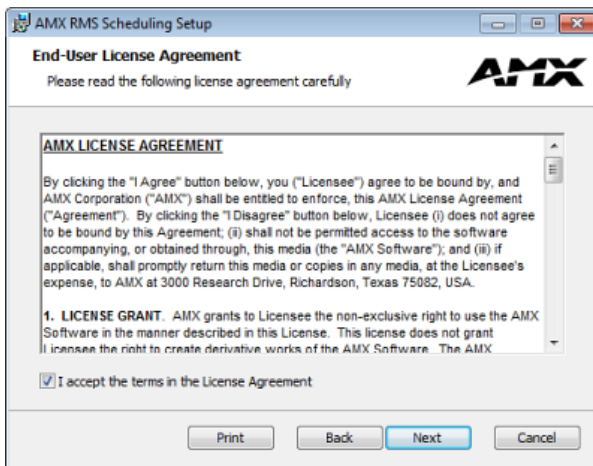 AMX RMS Scheduling Setup
End-User License Agreement
Please read the following license agreement carefully
AMX
AMX LICENSE AGREEMENT
By clicking the "I Agree" button below, you ("Licensee") agree to be bound by, and
AMX Corporation ("AMX") shall be entitled to enforce, this AMX License Agreement
("Agreement"). By clicking the "I Disagree" button below, Licensee (i) does not agree
to be bound by this Agreement; (ii) shall not be permitted access to the software
accompanying, or obtained through, this media (the "AMX Software"); and (iii) if
applicable, shall promptly return this media or copies in any media, at the Licensee's
expense, to AMX at 3000 Research Drive, Richardson, Texas 75082, USA.
1. LICENSE GRANT. AMX grants to Licensee the non-exclusive right to use the AMX
Software in the manner described in this License. This license does not grant
Licensee the right to create derivative works of the AMX Software. The AMX
I accept the terms in the License Agreement
Print
Back
Next
Cancel